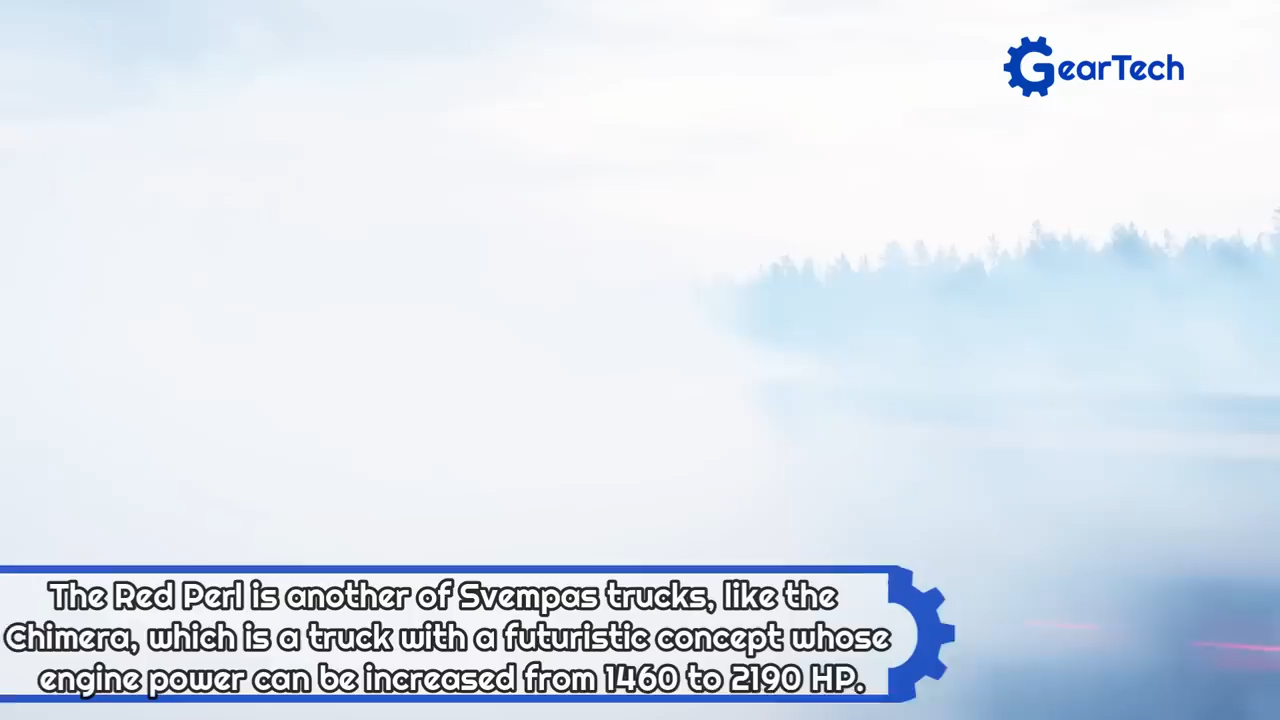 GearTech
The Red Perl is another of Svempas trucks, like the
Chimera, which is a truck with a futuristic concept whose
engine power can be increased from 1460 to 2190 HP.